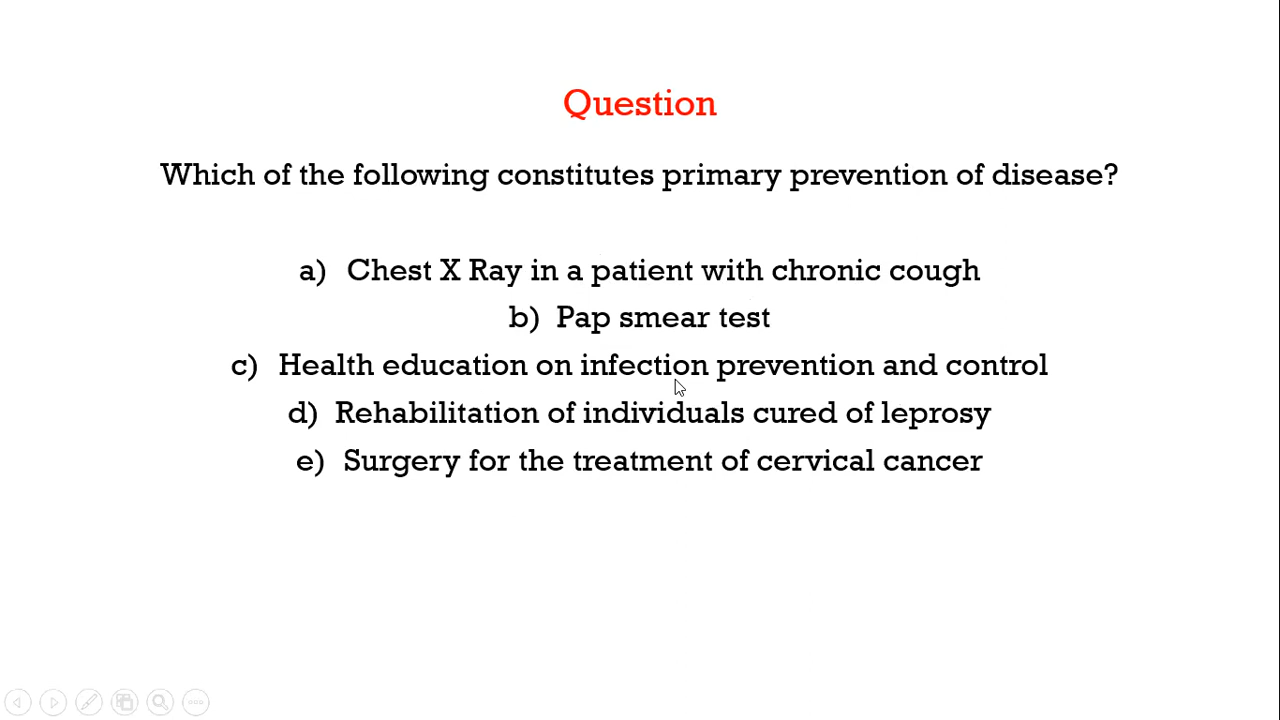 Question
Which of the following constitutes primary prevention of disease?
a) Chest X Ray in a patient with chronic cough
b) Pap smear test
c) Health education on infection prevention and control
d) Rehabilitation of individuals cured of leprosy
e) Surgery for the treatment of cervical cancer